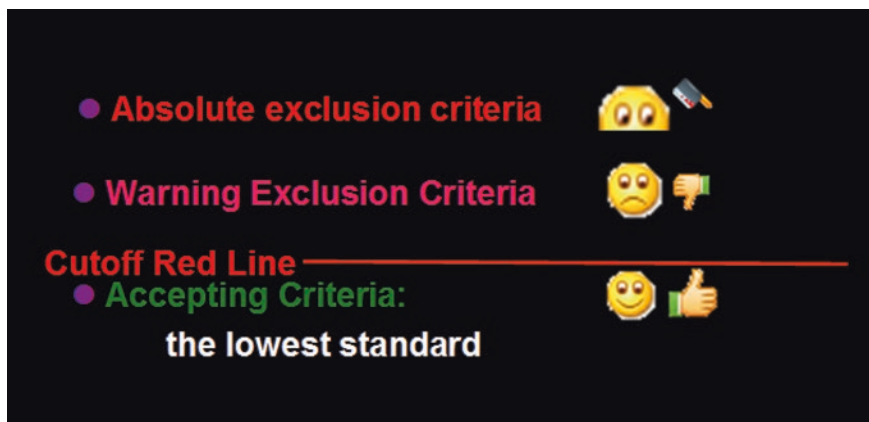 Absolute exclusion criteria
Warning Exclusion Criteria
Cutoff Red Line
Accepting Criteria:
the lowest standard